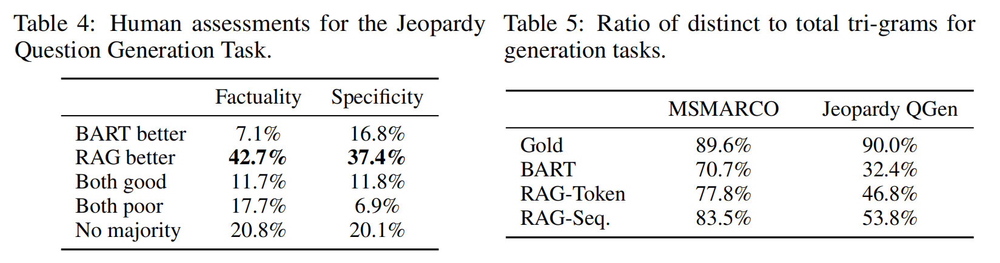 Table 4: Human assessments for the Jeopardy
Question Generation Task.
Factuality Specificity
BART better 7.1% 16.8%
RAG better 42.7% 37.4%
Both good 11.7% 11.8%
Both poor 17.7% 6.9%
No majority 20.8% 20.1%
Table 5: Ratio of distinct to total tri-grams for
generation tasks.
MSMARCO Jeopardy QGen
Gold 89.6% 90.0%
BART 70.7% 32.4%
RAG-Token 77.8% 46.8%
RAG-Seq. 83.5% 53.8%